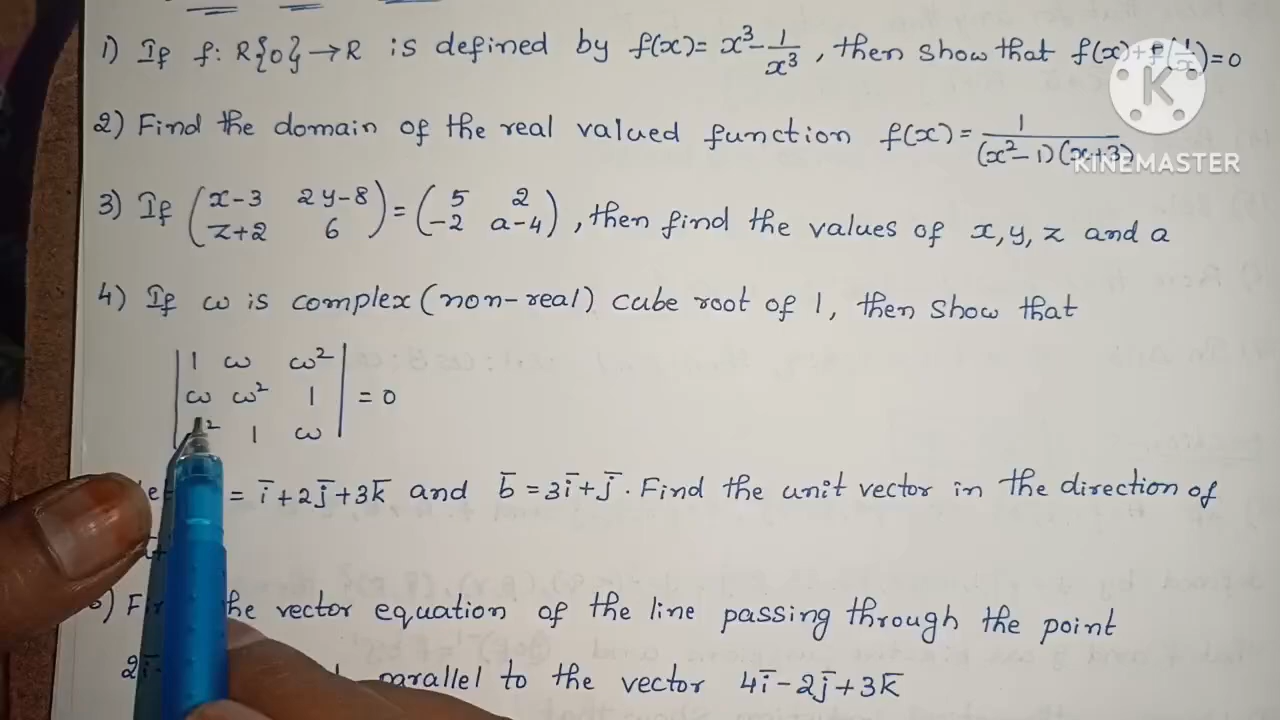 1) If f: R{0}→R is defined by f(x)= x³ - 1/x³, then show that f(x)+f(1/x)=0
K
2) Find the domain of the real valued function f(x)= 1/(x²-1)(x+3)
KINEMASTER
3) If (x-3 2y-8
z+2 6) = (5 2
-2 a-4), then find the values of x, y, z and a
4) If ω is complex (non-real) cube root of 1, then show that
|1 ω ω²|
|ω ω² 1| = 0
² 1 ω|
= i̅+2j̅+3k̅ and b̅=3i̅+j̅. Find the unit vector in the direction of
the vector equation of the line passing through the point
parallel to the vector 4i̅-2j̅+3k̅